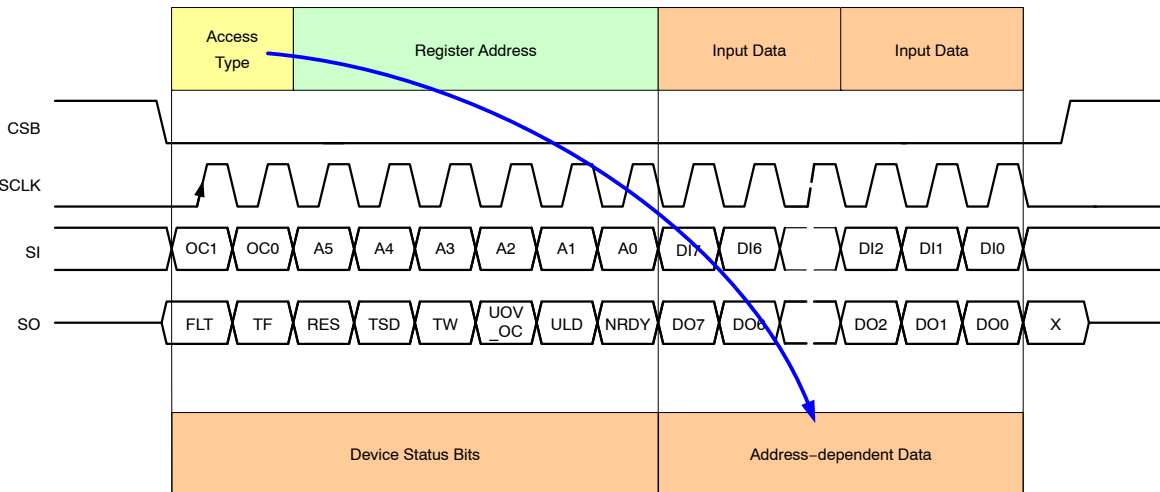 Access
Type
Register Address
Input Data
Input Data
CSB
SCLK
SI
OC1 OC0 A5 A4 A3 A2 A1 A0 DI7 DI6 DI2 DI1 DI0
SO
FLT TF RES TSD TW UOV
_OC ULD NRDY DO7 DO6 DO2 DO1 DO0 X
Device Status Bits
Address−dependent Data